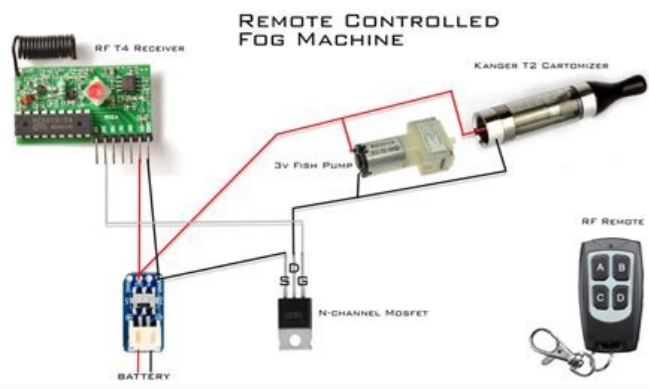 Remote Controlled
Fog Machine
RF T4 Receiver
Kanger T2 Cartomizer
3v Fish Pump
RF Remote
A B
C D
S D G
N-channel Mosfet
Battery